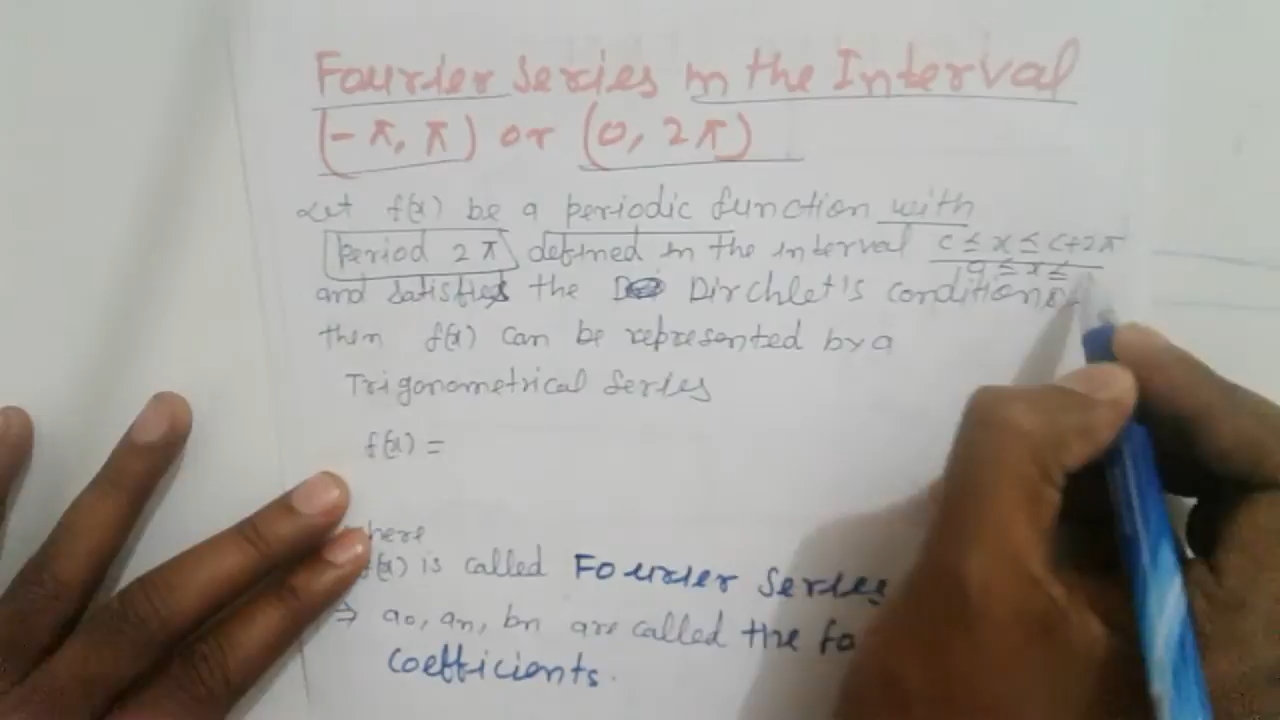 Fourier Series in the Interval
(-π, π) or (0, 2π)
Let f(x) be a periodic function with
Period 2π defined in the interval c ≤ x ≤ c+2π
a ≤ x ≤
and satisfies the Dirchlet's conditions
then f(x) can be represented by a
Trigonometrical Series
f(x) =
here
f(x) is called Fourier Series
⇒ a0, an, bn are called the fo
coefficients.